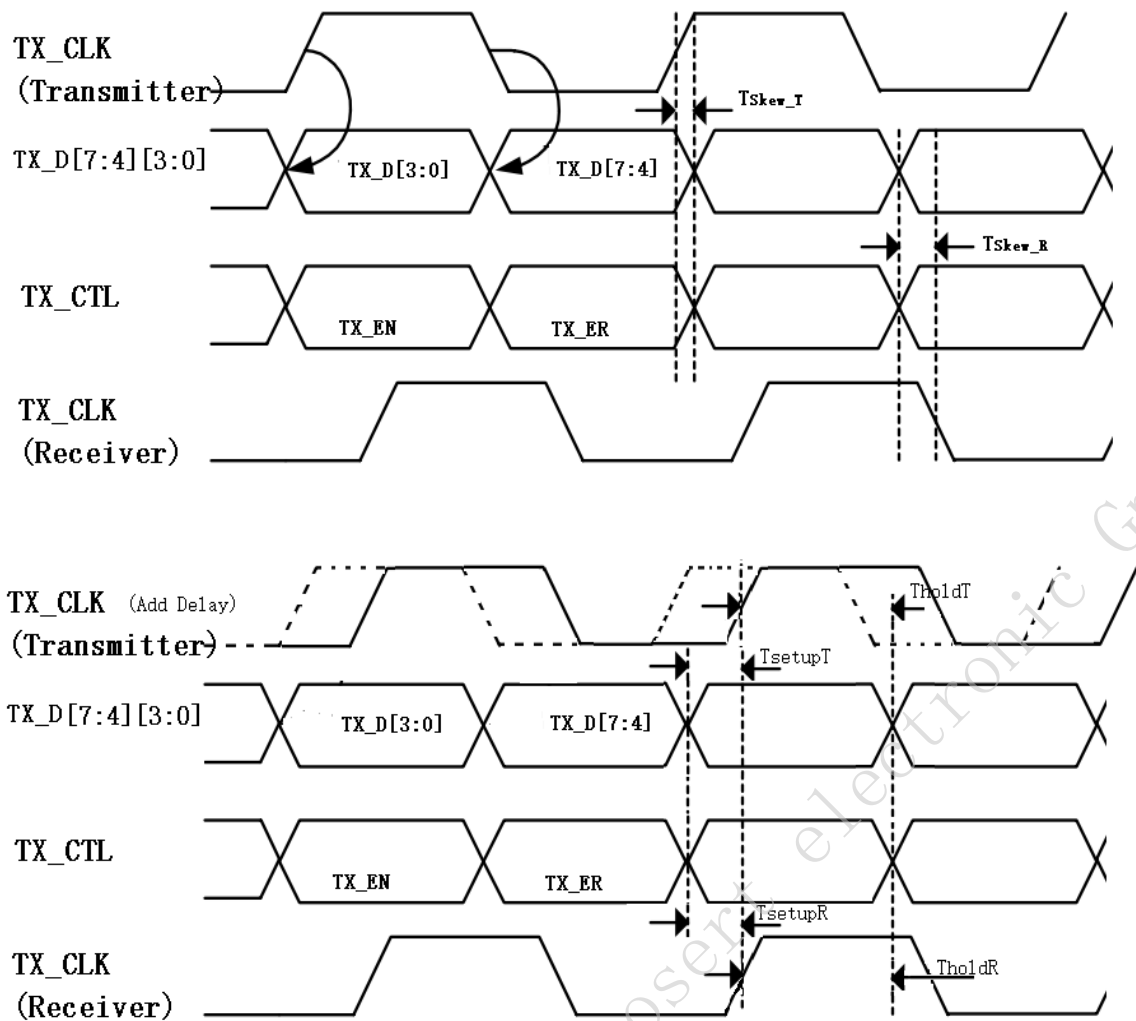 TX_CLK
(Transmitter)
Tskew_T
TX_D[7:4][3:0]
TX_D[3:0]
TX_D[7:4]
Tskew_R
TX_CTL
TX_EN
TX_ER
TX_CLK
(Receiver)
TX_CLK (Add Delay)
(Transmitter)
TholdT
TsetupT
TX_D[7:4][3:0]
TX_D[3:0]
TX_D[7:4]
TX_CTL
TX_EN
TX_ER
TsetupR
TX_CLK
(Receiver)
TholdR
electronic